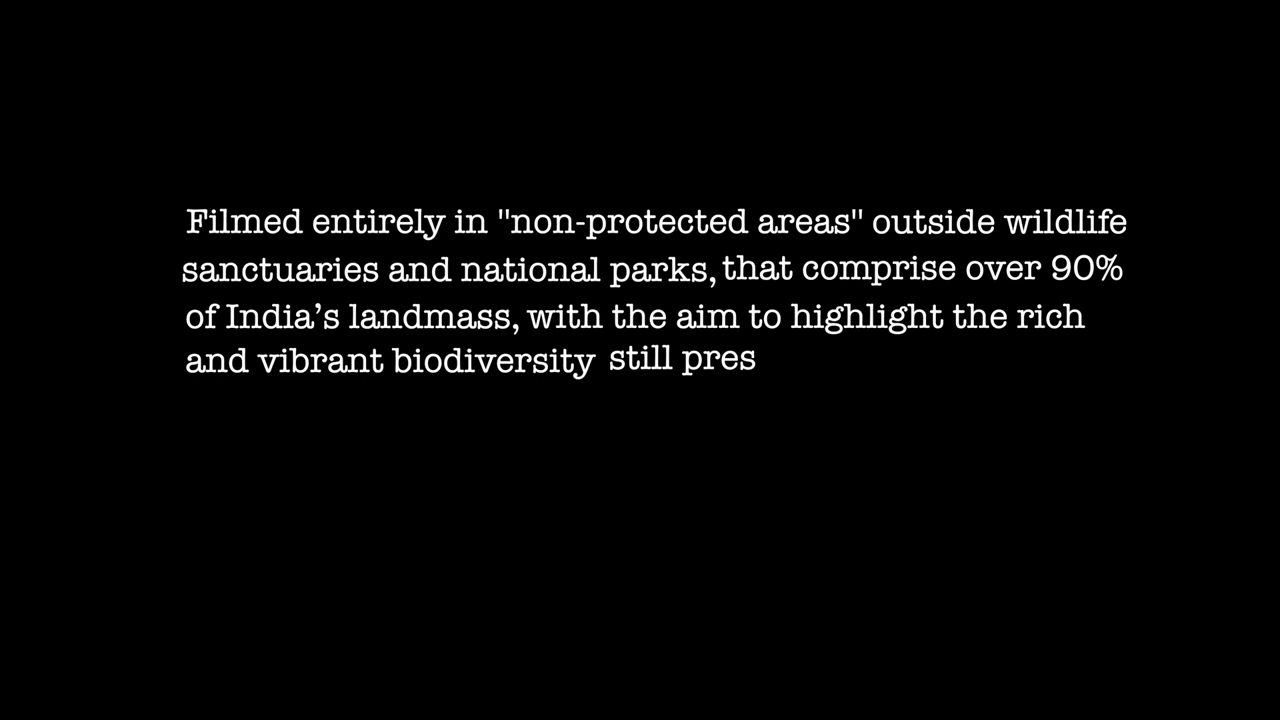 Filmed entirely in "non-protected areas" outside wildlife
sanctuaries and national parks, that comprise over 90%
of India’s landmass, with the aim to highlight the rich
and vibrant biodiversity still pres